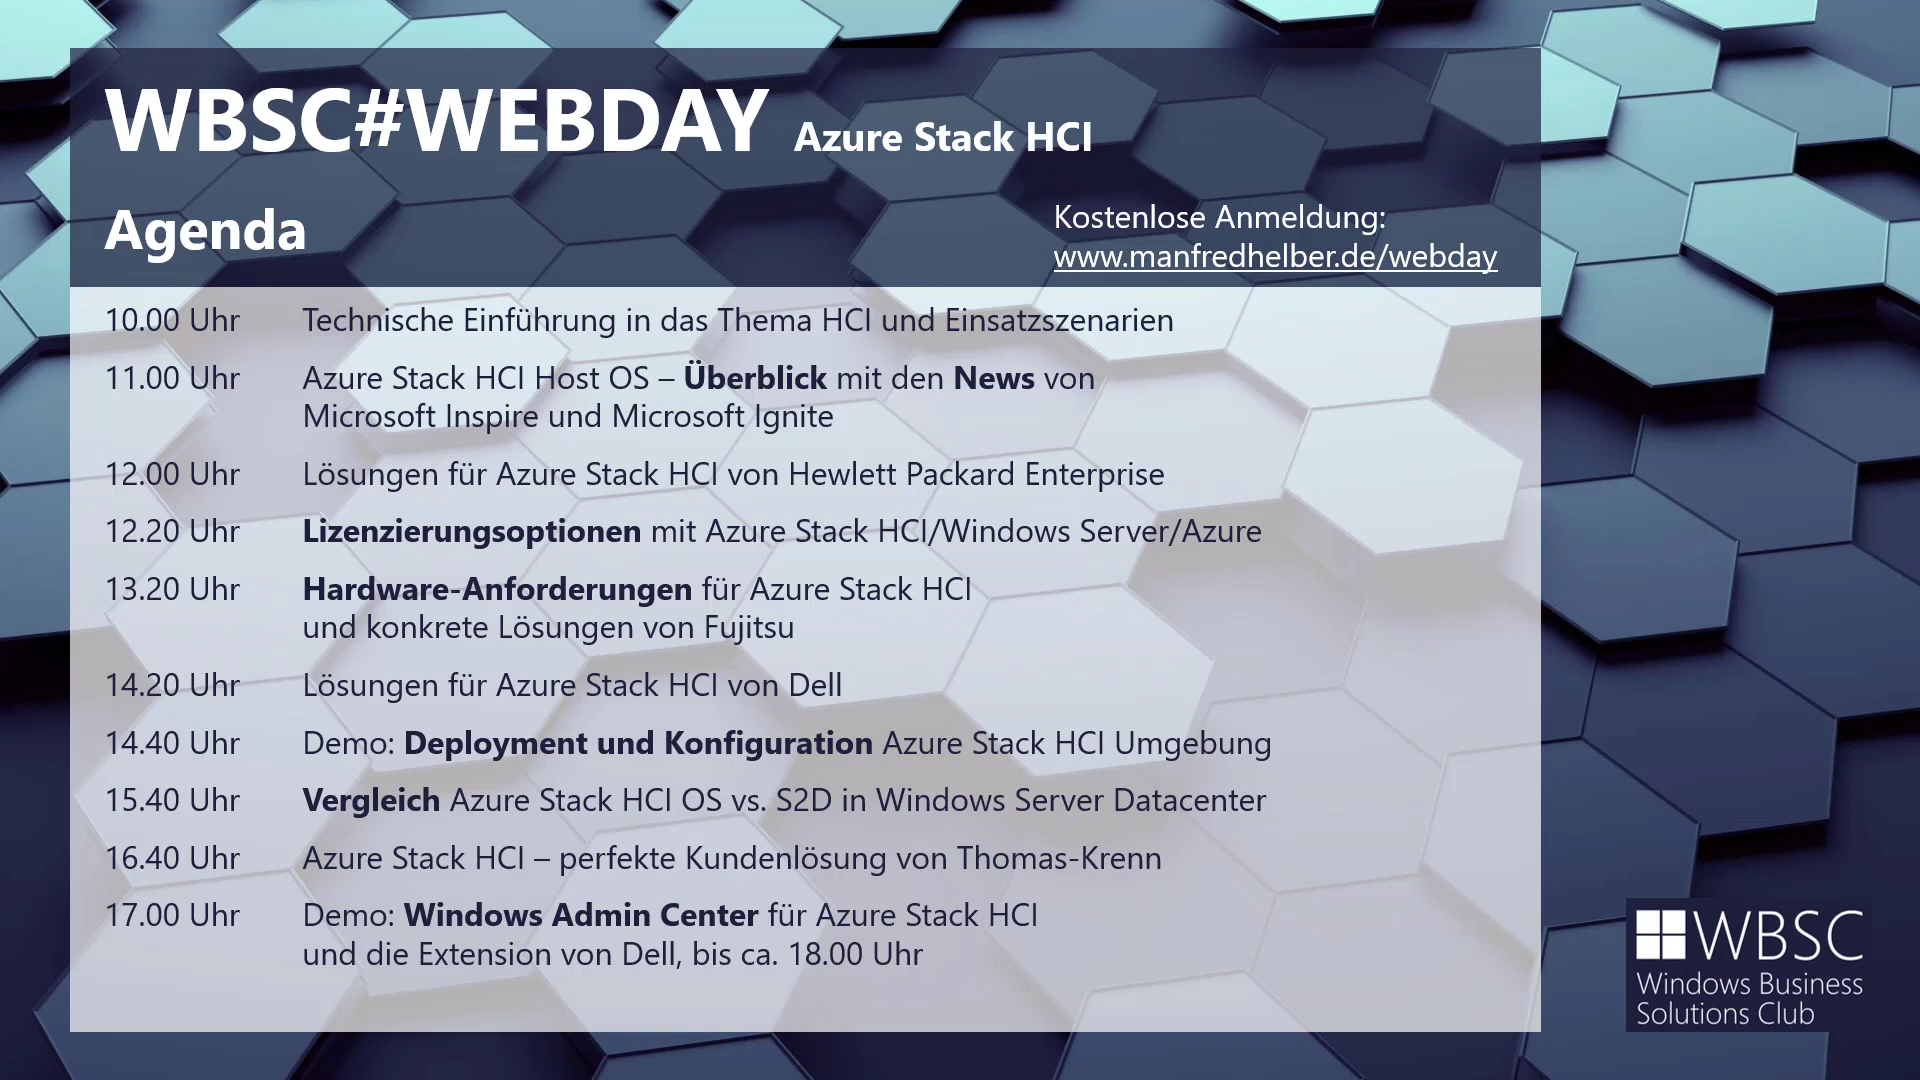 WBSC#WEBDAY Azure Stack HCI
Agenda
Kostenlose Anmeldung:
www.manfredhelber.de/webday
10.00 Uhr Technische Einführung in das Thema HCI und Einsatzszenarien
11.00 Uhr Azure Stack HCI Host OS – Überblick mit den News von
Microsoft Inspire und Microsoft Ignite
12.00 Uhr Lösungen für Azure Stack HCI von Hewlett Packard Enterprise
12.20 Uhr Lizenzierungsoptionen mit Azure Stack HCI/Windows Server/Azure
13.20 Uhr Hardware-Anforderungen für Azure Stack HCI
und konkrete Lösungen von Fujitsu
14.20 Uhr Lösungen für Azure Stack HCI von Dell
14.40 Uhr Demo: Deployment und Konfiguration Azure Stack HCI Umgebung
15.40 Uhr Vergleich Azure Stack HCI OS vs. S2D in Windows Server Datacenter
16.40 Uhr Azure Stack HCI – perfekte Kundenlösung von Thomas-Krenn
17.00 Uhr Demo: Windows Admin Center für Azure Stack HCI
und die Extension von Dell, bis ca. 18.00 Uhr
WBSC
Windows Business
Solutions Club